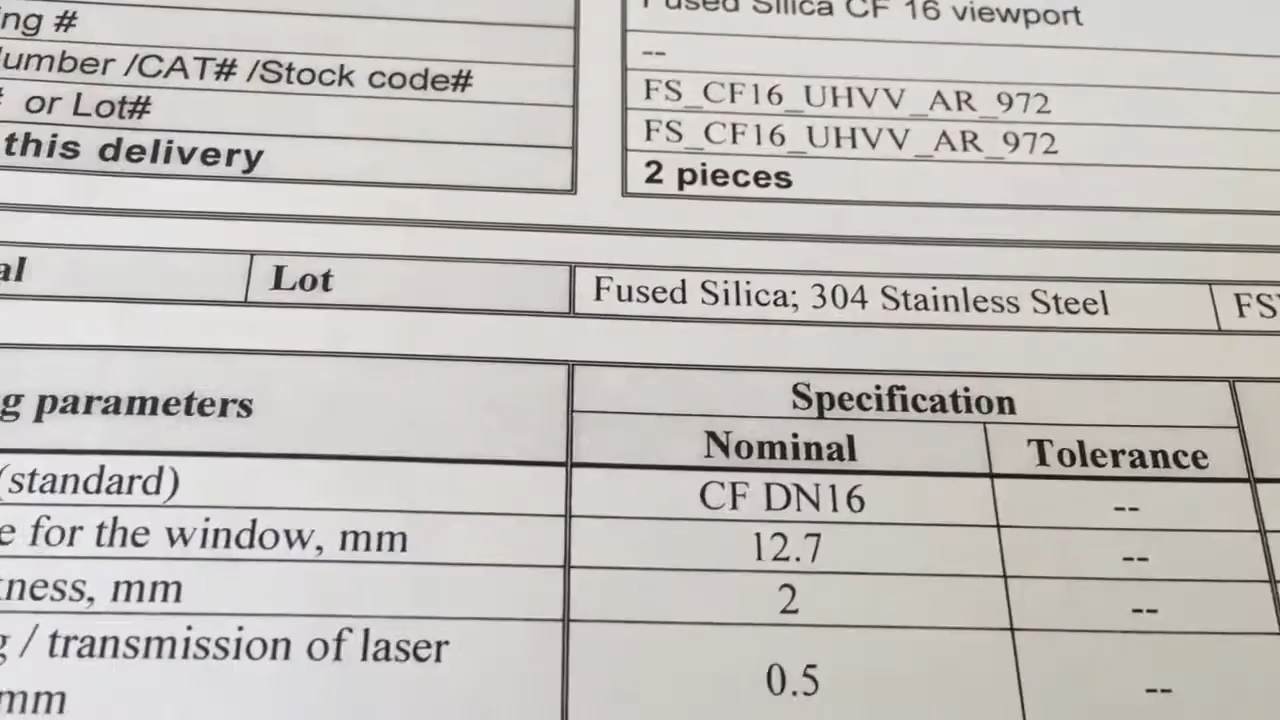 ing #
Fused Silica CF 16 viewport
--
umber /CAT# /Stock code#
FS_CF16_UHVV_AR_972
or Lot#
FS_CF16_UHVV_AR_972
this delivery
2 pieces
al
Lot
Fused Silica; 304 Stainless Steel
FS
g parameters
Specification
Nominal
Tolerance
(standard)
CF DN16
--
e for the window, mm
12.7
--
ness, mm
2
--
g / transmission of laser
mm
0.5
--